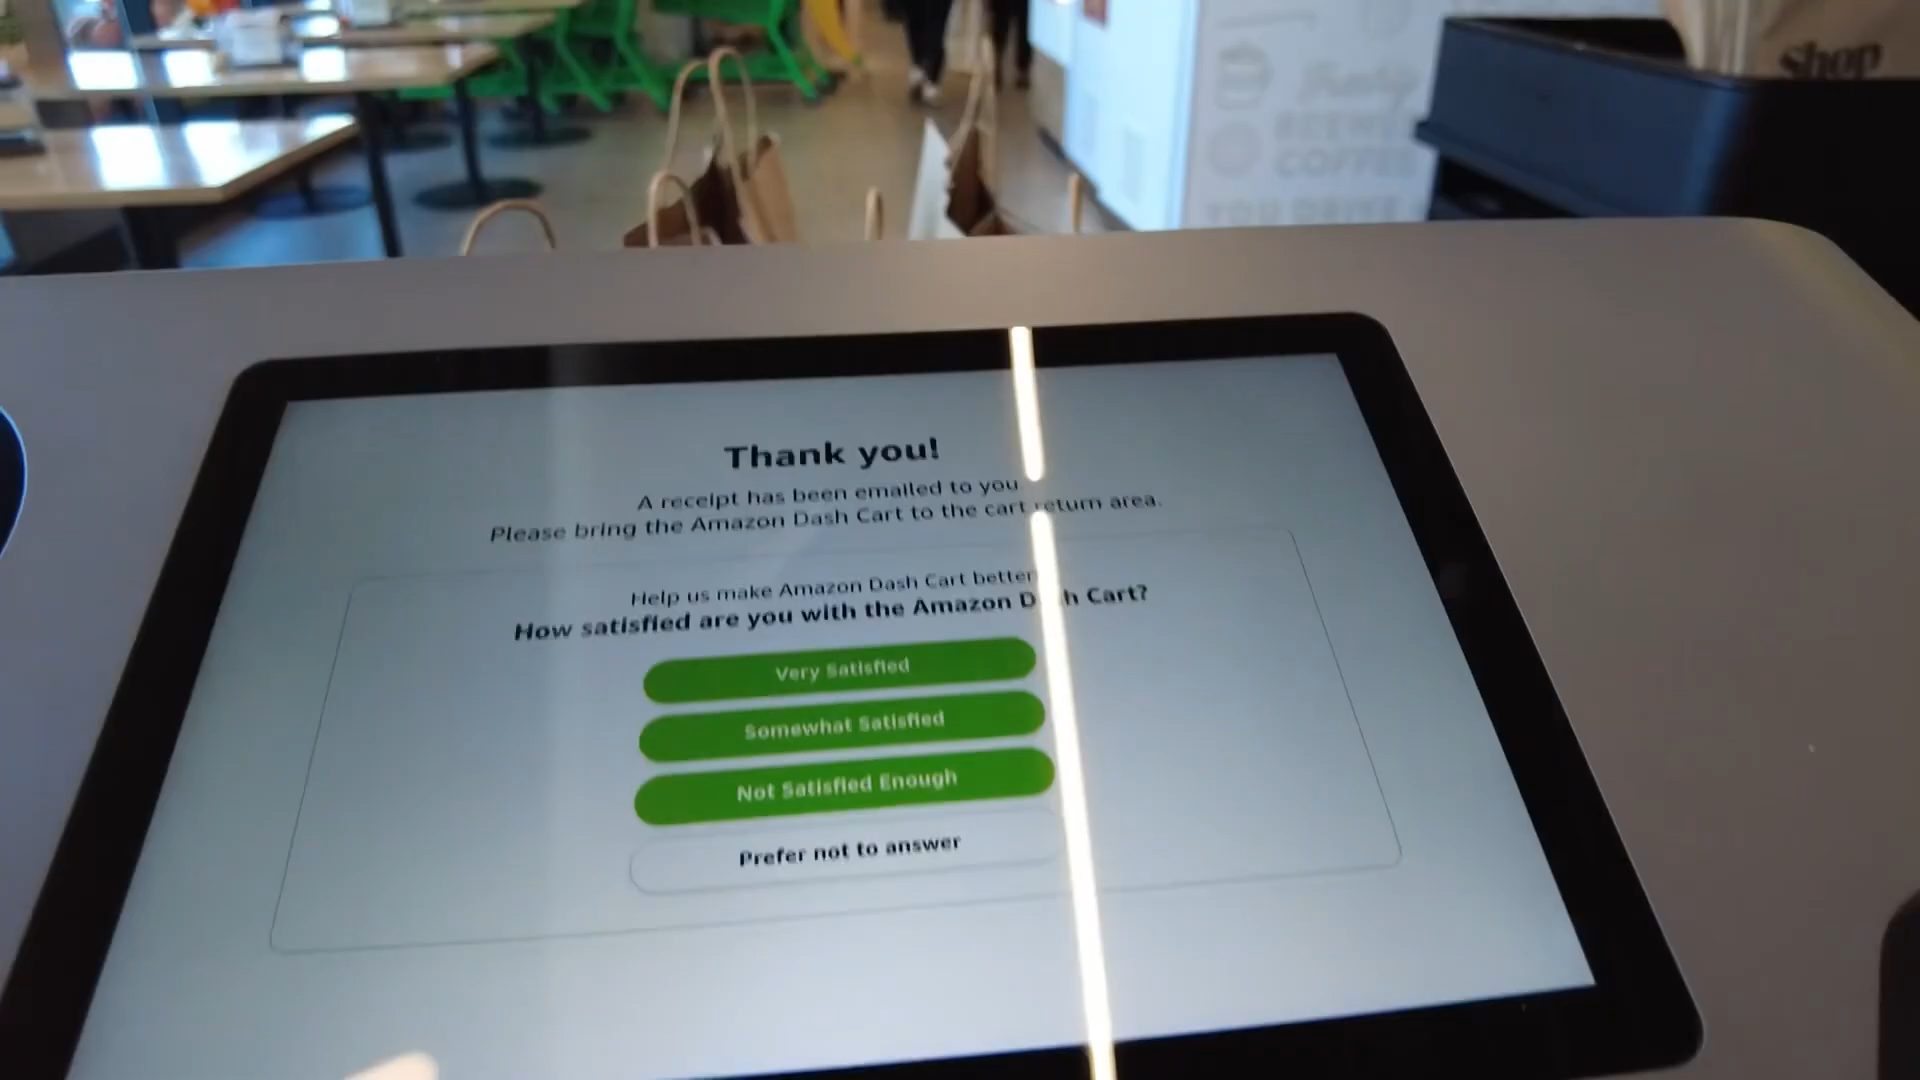 shop
BREWED
COFFEE
Thank you!
A receipt has been emailed to you
Please bring the Amazon Dash Cart to the cart return area.
Help us make Amazon Dash Cart better
How satisfied are you with the Amazon Dash Cart?
Very Satisfied
Somewhat Satisfied
Not Satisfied Enough
Prefer not to answer